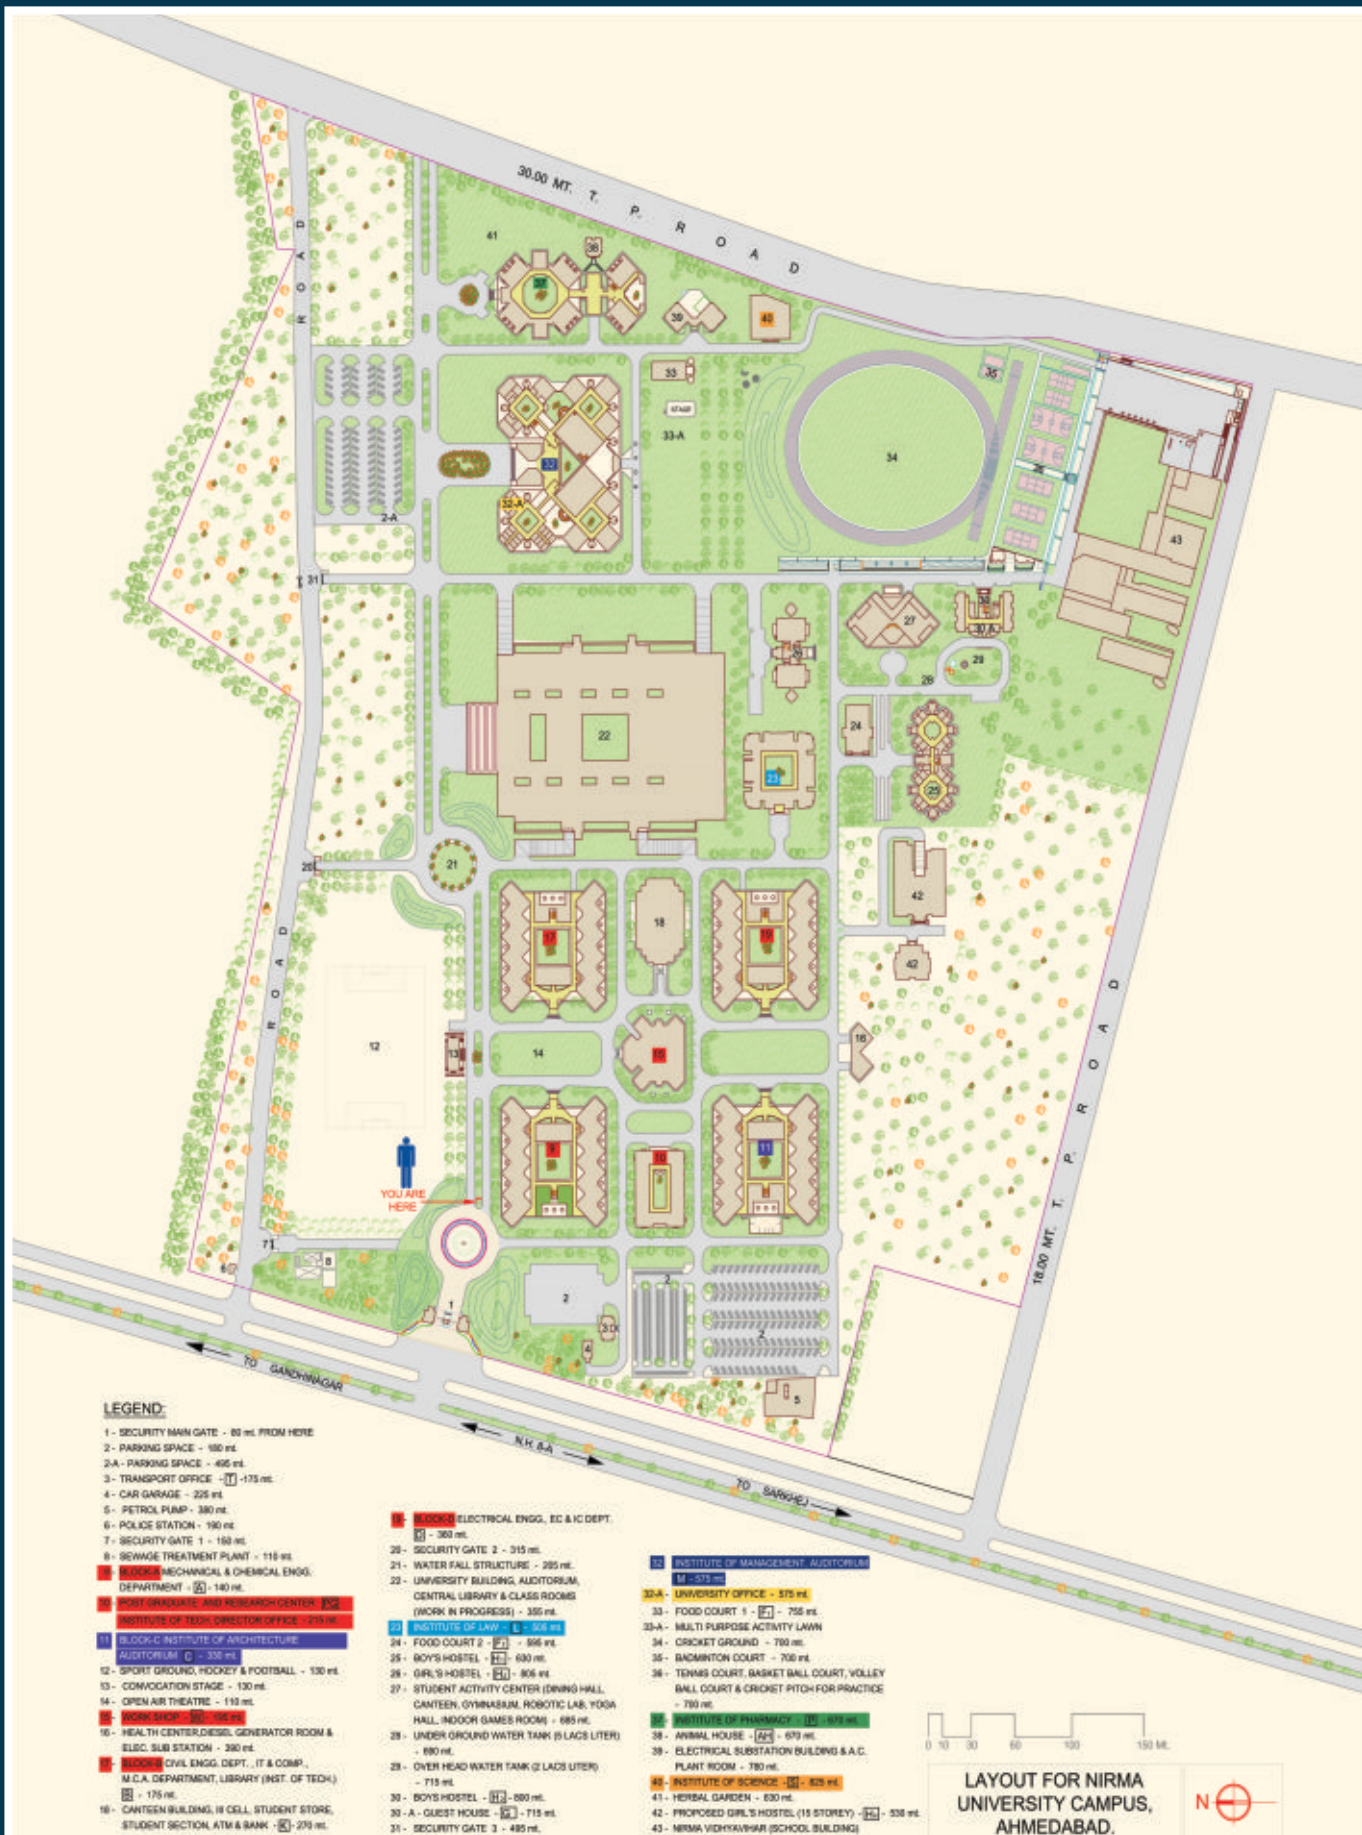 30.00 MT. T. P. ROAD
ROAD
ROAD
18.00 MT. T. P. ROAD
STAGE
YOU ARE
HERE
TO GANDHINAGAR
N.H. 8-A
TO SARKHEJ
LEGEND:
1 - SECURITY MAIN GATE - 60 mt. FROM HERE
2 - PARKING SPACE - 180 mt.
2-A - PARKING SPACE - 495 mt.
3 - TRANSPORT OFFICE - T -175 mt.
4 - CAR GARAGE - 225 mt.
5 - PETROL PUMP - 380 mt.
6 - POLICE STATION - 190 mt.
7 - SECURITY GATE 1 - 150 mt.
8 - SEWAGE TREATMENT PLANT - 110 mt.
9 - BLOCK-A MECHANICAL & CHEMICAL ENGG.
DEPARTMENT - A - 140 mt.
10 - POST GRADUATE AND RESEARCH CENTER PG
INSTITUTE OF TECH. DIRECTOR OFFICE - 215 mt.
11 BLOCK-C INSTITUTE OF ARCHITECTURE
AUDITORIUM C - 330 mt.
12 - SPORT GROUND, HOCKEY & FOOTBALL - 130 mt.
13 - CONVOCATION STAGE - 130 mt.
14 - OPEN AIR THEATRE - 110 mt.
15 - WORK SHOP - W - 195 mt.
16 - HEALTH CENTER,DIESEL GENERATOR ROOM &
ELEC. SUB STATION - 390 mt.
17 - BLOCK-B CIVIL ENGG. DEPT. , IT & COMP.,
M.C.A. DEPARTMENT, LIBRARY (INST. OF TECH.)
B - 175 mt.
18 - CANTEEN BUILDING, III CELL, STUDENT STORE,
STUDENT SECTION, ATM & BANK - K - 270 mt.
19 - BLOCK-D ELECTRICAL ENGG., EC & IC DEPT.
D - 360 mt.
20 - SECURITY GATE 2 - 315 mt.
21 - WATER FALL STRUCTURE - 205 mt.
22 - UNIVERSITY BUILDING, AUDITORIUM,
CENTRAL LIBRARY & CLASS ROOMS
(WORK IN PROGRESS) - 355 mt.
23 INSTITUTE OF LAW - L - 505 mt.
24 - FOOD COURT 2 - F2 - 595 mt.
25 - BOY'S HOSTEL - H1 - 630 mt.
26 - GIRL'S HOSTEL - H2 - 805 mt.
27 - STUDENT ACTIVITY CENTER (DINING HALL,
CANTEEN, GYMNASIUM, ROBOTIC LAB, YOGA
HALL, INDOOR GAMES ROOM) - 685 mt.
28 - UNDER GROUND WATER TANK (5 LACS LITER)
- 690 mt.
29 - OVER HEAD WATER TANK (2 LACS LITER)
- 715 mt.
30 - BOYS HOSTEL - H3 - 800 mt.
30 - A - GUEST HOUSE - G - 715 mt.
31 - SECURITY GATE 3 - 495 mt.
32 INSTITUTE OF MANAGEMENT, AUDITORIUM
M - 575 mt.
32-A - UNIVERSITY OFFICE - 575 mt.
33 - FOOD COURT 1 - F1 - 755 mt.
33-A - MULTI PURPOSE ACTIVITY LAWN
34 - CRICKET GROUND - 700 mt.
35 - BADMINTON COURT - 700 mt.
36 - TENNIS COURT, BASKET BALL COURT, VOLLEY
BALL COURT & CRICKET PITCH FOR PRACTICE
- 700 mt.
37 - INSTITUTE OF PHARMACY - P - 670 mt.
38 - ANIMAL HOUSE - AH - 670 mt.
39 - ELECTRICAL SUBSTATION BUILDING & A.C.
PLANT ROOM - 780 mt.
40 - INSTITUTE OF SCIENCE - S - 825 mt.
41 - HERBAL GARDEN - 630 mt.
42 - PROPOSED GIRL'S HOSTEL (15 STOREY) - H4 - 530 mt.
43 - NIRMA VIDHYAVIHAR (SCHOOL BUILDING)
0 10 30 60 100 150 Mt.
LAYOUT FOR NIRMA
UNIVERSITY CAMPUS,
AHMEDABAD.
N